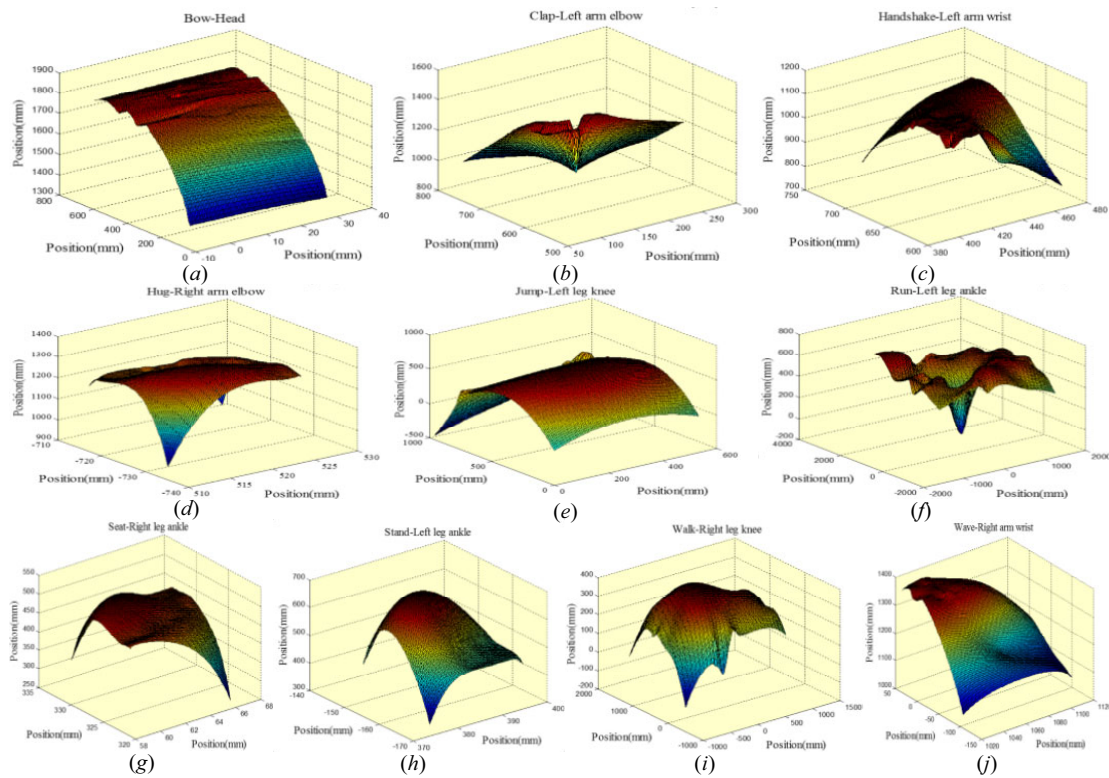 Bow-Head
1900
1800
1700
1600
1500
1400
1300
Position(mm)
800
600
400
200
0
Position(mm)
-10
0
10
20
30
40
Position(mm)
(a)
Clap-Left arm elbow
1600
1400
1200
1000
800
Position(mm)
700
600
500
Position(mm)
50
100
150
200
250
300
Position(mm)
(b)
Handshake-Left arm wrist
1200
1100
1000
900
800
750
Position(mm)
700
650
600
Position(mm)
380
400
420
440
460
480
Position(mm)
(c)
Hug-Right arm elbow
1400
1300
1200
1100
1000
900
Position(mm)
-710
-720
-730
-740
Position(mm)
510
515
520
525
530
Position(mm)
(d)
Jump-Left leg knee
1000
500
0
-500
Position(mm)
1000
500
0
Position(mm)
0
200
400
600
Position(mm)
(e)
Run-Left leg ankle
800
600
400
200
0
Position(mm)
4000
2000
0
-2000
Position(mm)
-2000
-1000
0
1000
2000
Position(mm)
(f)
Seat-Right leg ankle
550
500
450
400
350
300
250
Position(mm)
335
330
325
320
Position(mm)
58
60
62
64
66
68
Position(mm)
(g)
Stand-Left leg ankle
700
600
500
400
300
Position(mm)
-140
-150
-160
-170
Position(mm)
370
380
390
400
Position(mm)
(h)
Walk-Right leg knee
400
300
200
100
0
-100
Position(mm)
2000
1000
0
-1000
Position(mm)
-1000
-500
0
500
1000
1500
Position(mm)
(i)
Wave-Right arm wrist
1400
1300
1200
1100
1000
Position(mm)
50
0
-50
-100
-150
Position(mm)
1020
1040
1060
1080
1100
1120
Position(mm)
(j)